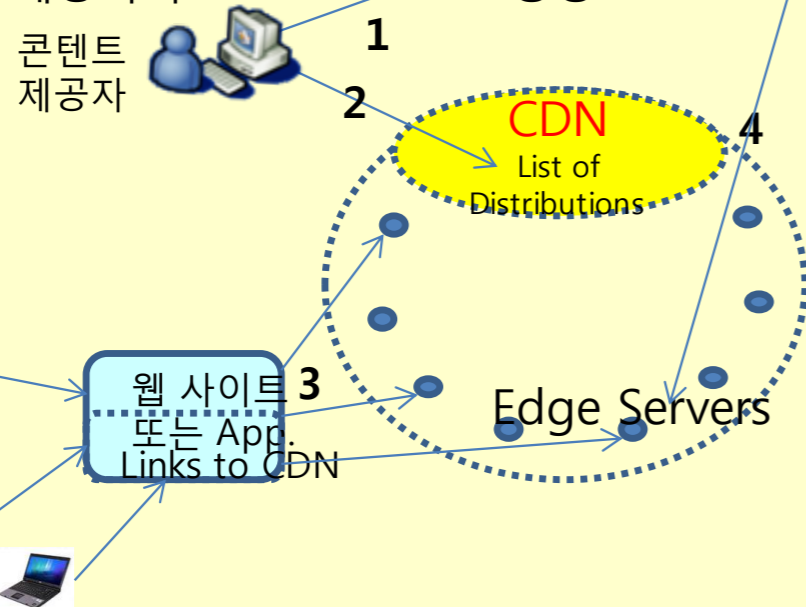 콘텐트
제공자
1
2
CDN
List of
Distributions
4
웹 사이트
또는 App.
Links to CDN
3
Edge Servers